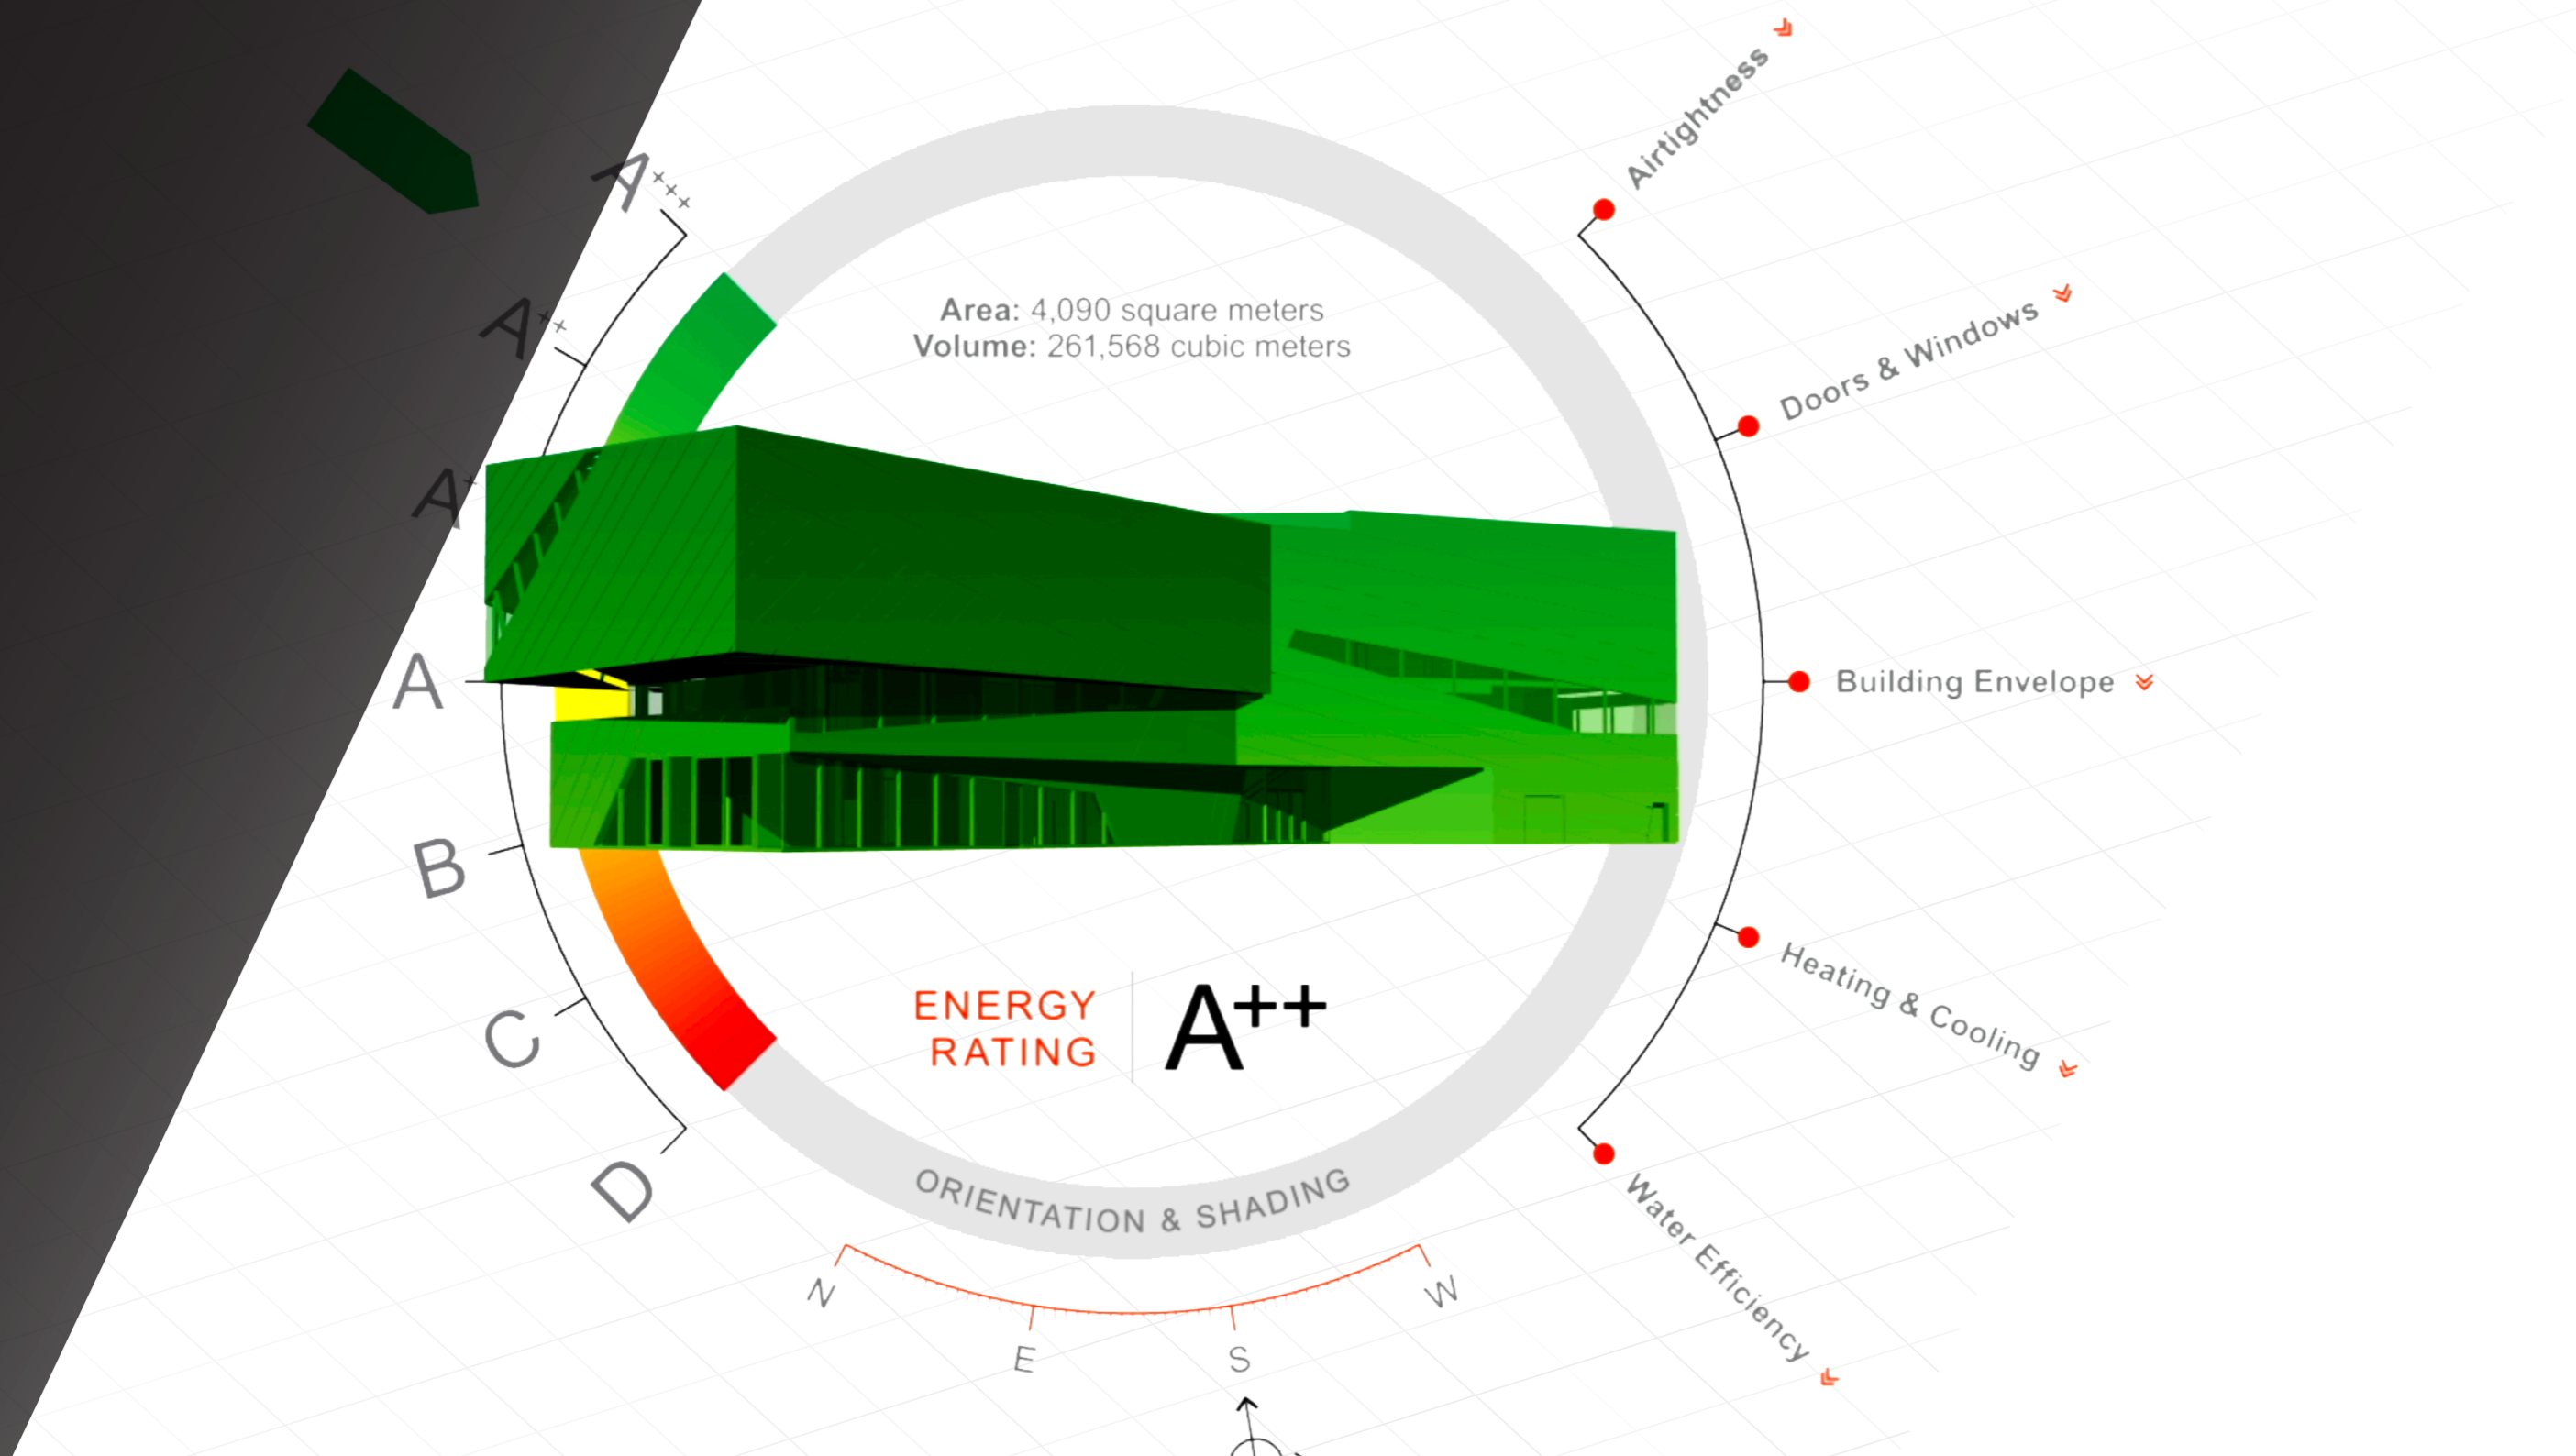 A+++
A++
A+
A
B
C
D
Area: 4,090 square meters
Volume: 261,568 cubic meters
ENERGY
RATING
A++
ORIENTATION & SHADING
N
E
S
W
Airtightness
Doors & Windows
Building Envelope
Heating & Cooling
Water Efficiency